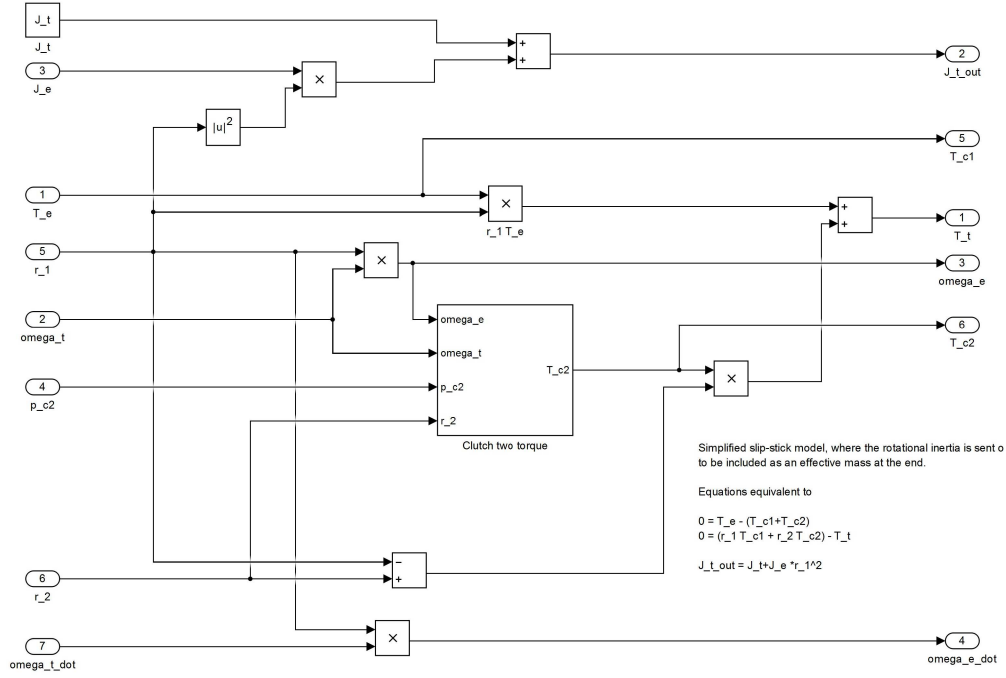 J_t
J_t
+
+
2
J_t_out
3
J_e
×
|u|²
5
T_c1
1
T_e
×
r_1 T_e
+
+
1
T_t
5
r_1
×
3
omega_e
2
omega_t
omega_e
omega_t
p_c2
r_2
T_c2
Clutch two torque
6
T_c2
×
4
p_c2
Simplified slip-stick model, where the rotational inertia is sent o
to be included as an effective mass at the end.
Equations equivalent to
0 = T_e - (T_c1+T_c2)
0 = (r_1 T_c1 + r_2 T_c2) - T_t
J_t_out = J_t+J_e *r_1^2
−
+
6
r_2
×
7
omega_t_dot
4
omega_e_dot